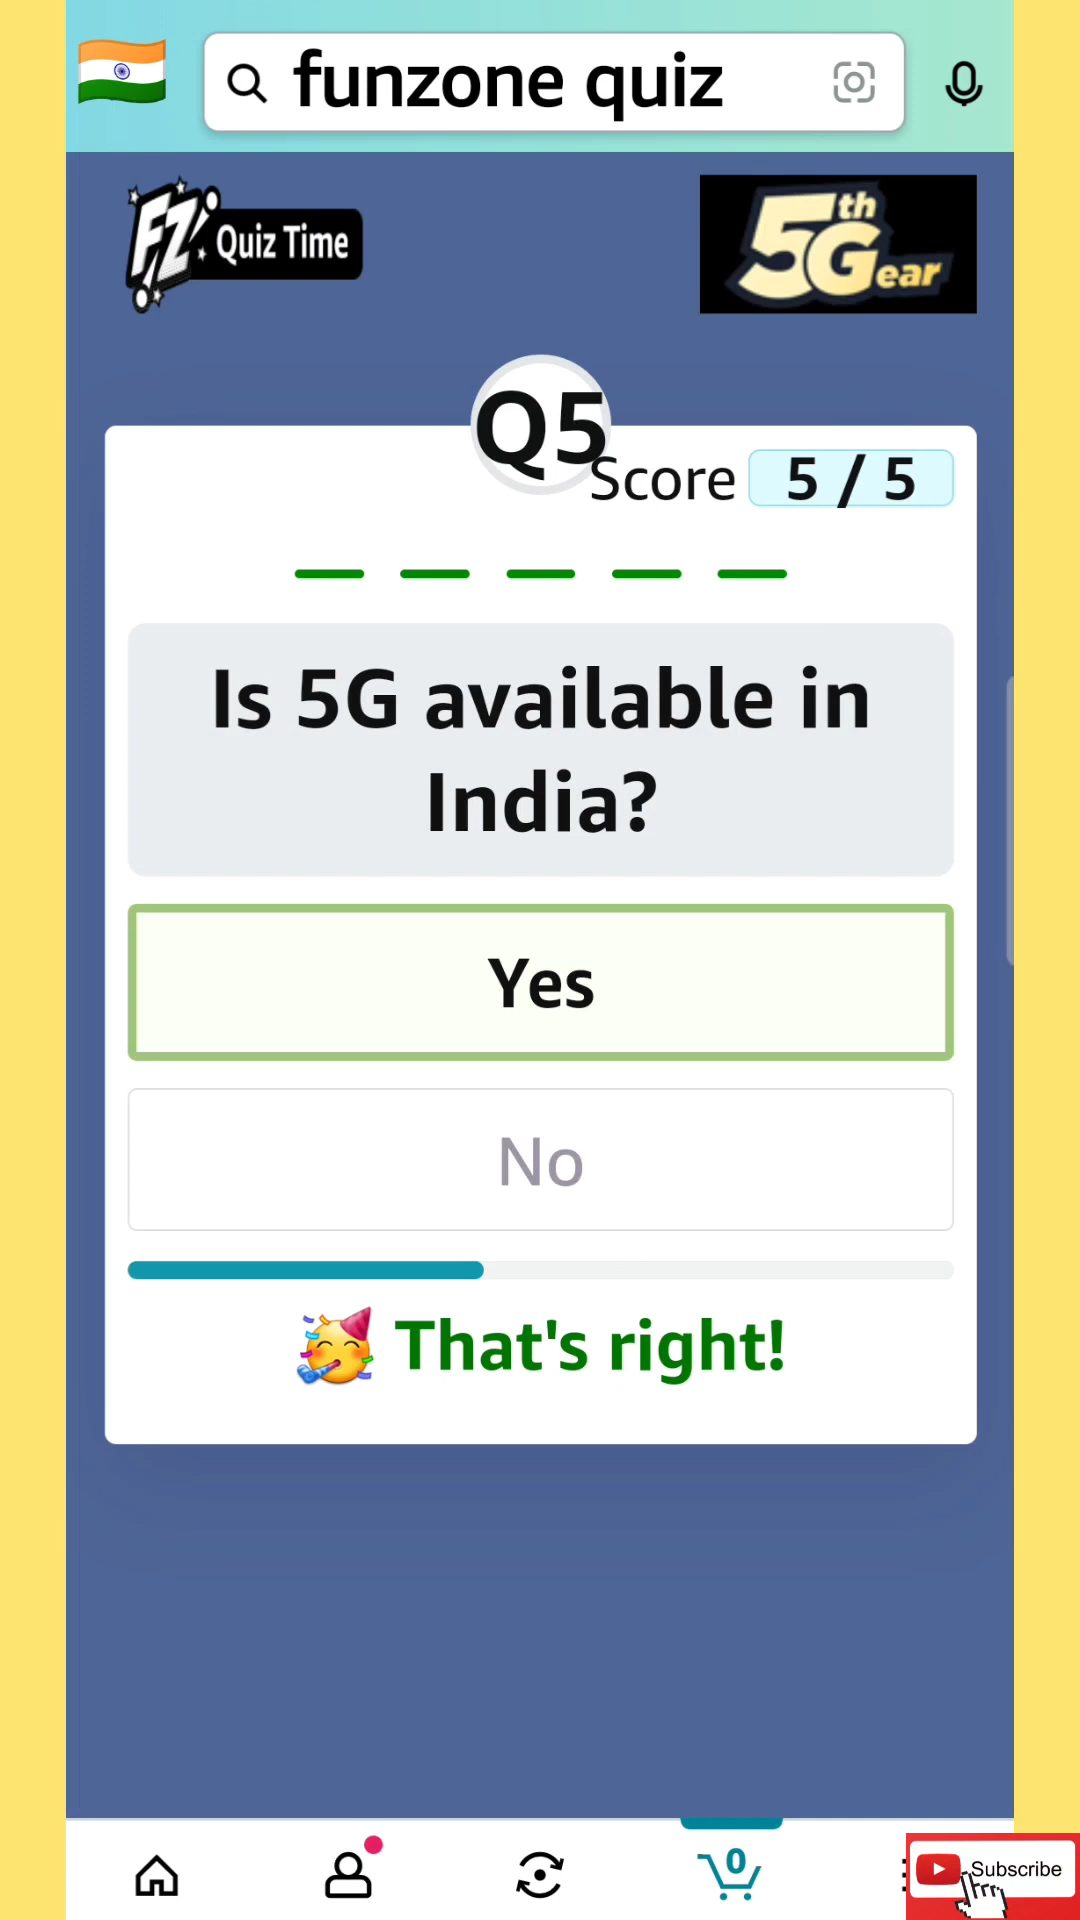 funzone quiz
FZ Quiz Time
5th Gear
Q5
Score 5 / 5
Is 5G available in
India?
Yes
No
That's right!
0
Subscribe